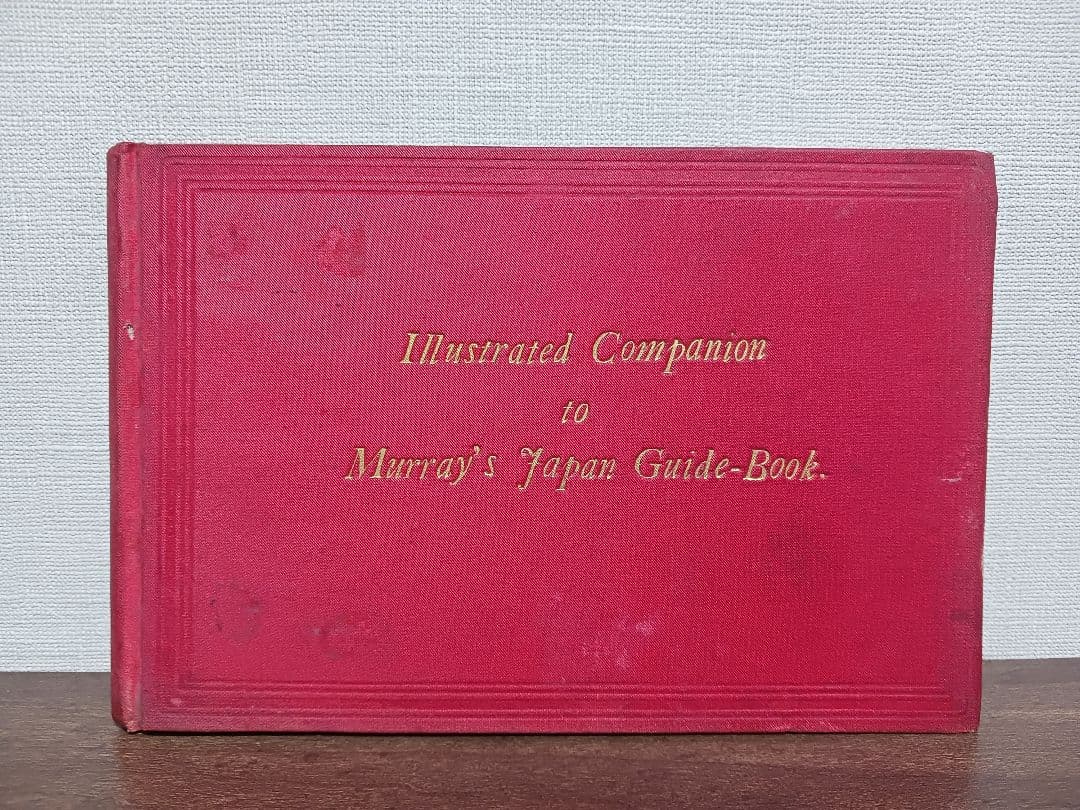 Illustrated Companion
to
Murray's Japan Guide-Book.